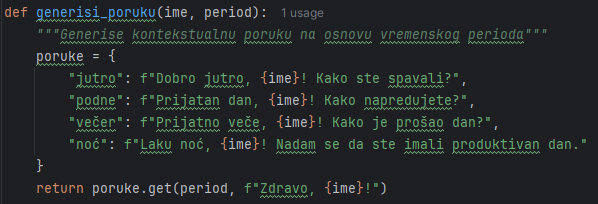 def generisi_poruku(ime, period): 1 usage
    """Generise kontekstualnu poruku na osnovu vremenskog perioda"""
    poruke = {
        "jutro": f"Dobro jutro, {ime}! Kako ste spavali?",
        "podne": f"Prijatan dan, {ime}! Kako napredujete?",
        "večer": f"Prijatno veče, {ime}! Kako je prošao dan?",
        "noć": f"Laku noć, {ime}! Nadam se da ste imali produktivan dan."
    }
    return poruke.get(period, f"Zdravo, {ime}!")